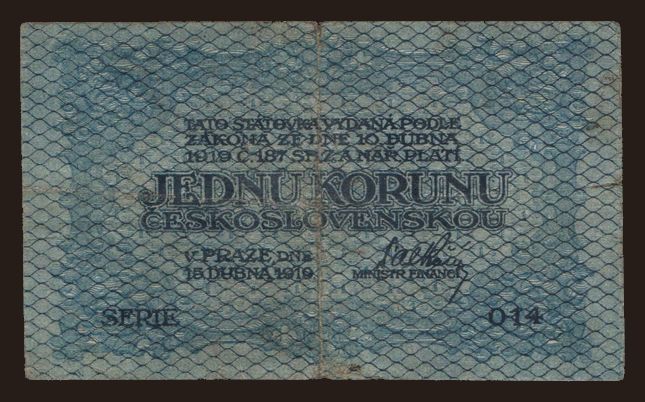 TATO STÁTOVKA VYDANÁ PODLE
ZÁKONA ZE DNE 10. DUBNA
1919 Č. 187 SB. Z. A NAŘ. PLATÍ
JEDNU KORUNU
ČESKOSLOVENSKOU
V PRAZE DNE
15. DUBNA 1919.
MINISTR FINANCÍ
SERIE 014